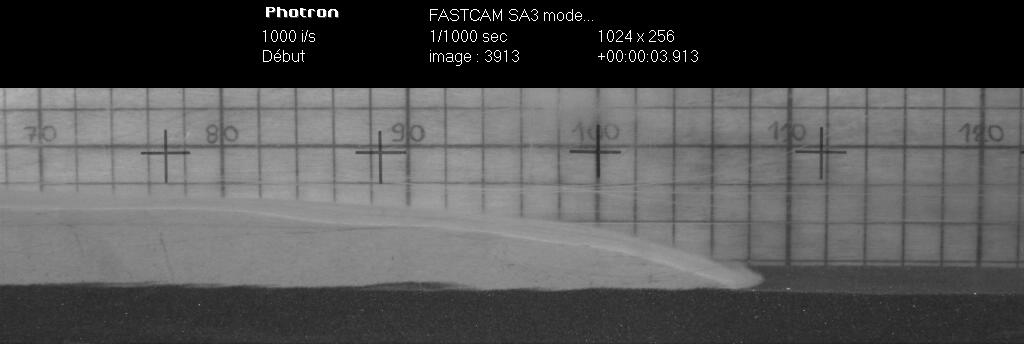 Photron
FASTCAM SA3 mode...
1000 i/s
1/1000 sec
1024 x 256
Début
image : 3913
+00:00:03.913
70
80
90
100
110
120